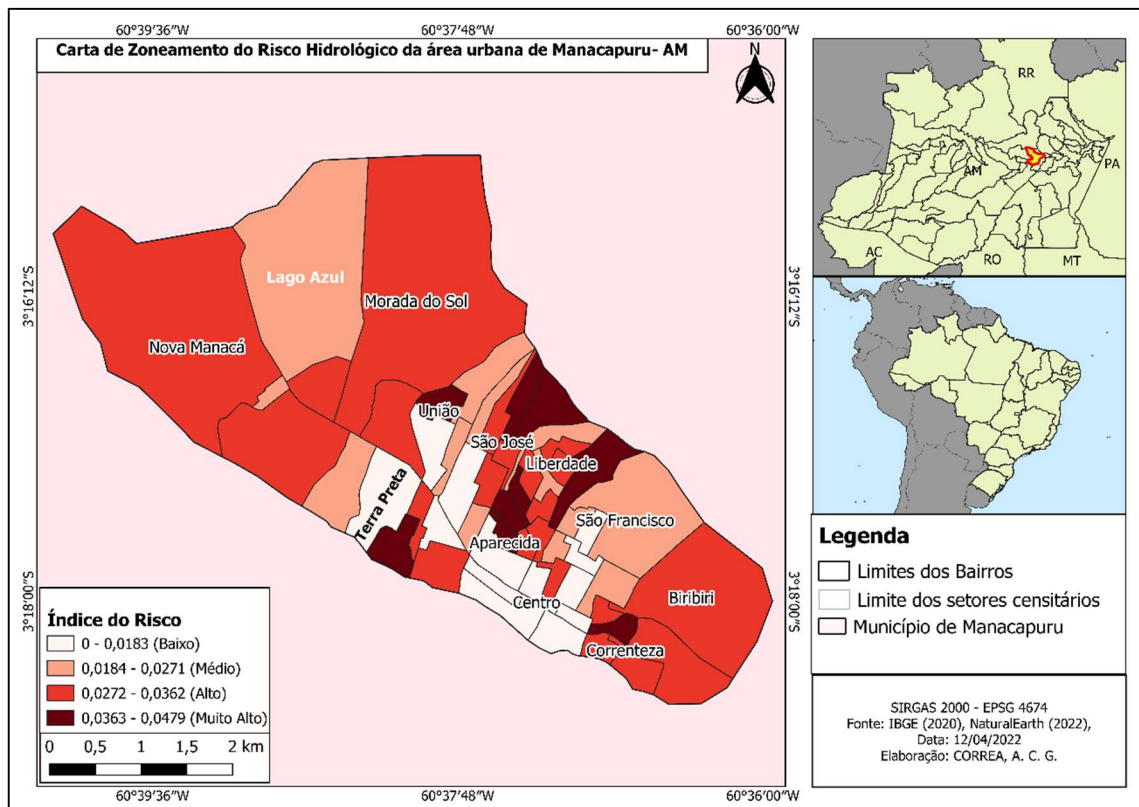 60°39'36"W
60°37'48"W
60°36'00"W
Carta de Zoneamento do Risco Hidrológico da área urbana de Manacapuru- AM
N
3°16'12"S
3°16'12"S
Lago Azul
Morada do Sol
Nova Manacá
União
São José
Liberdade
Terra Preta
São Francisco
Aparecida
Centro
Biribiri
Correnteza
3°18'00"S
3°18'00"S
Índice do Risco
0 - 0,0183 (Baixo)
0,0184 - 0,0271 (Médio)
0,0272 - 0,0362 (Alto)
0,0363 - 0,0479 (Muito Alto)
0 0,5 1 1,5 2 km
60°39'36"W
60°37'48"W
60°36'00"W
RR
AM
PA
AC
RO
MT
Legenda
Limites dos Bairros
Limite dos setores censitários
Município de Manacapuru
SIRGAS 2000 - EPSG 4674
Fonte: IBGE (2020), NaturalEarth (2022),
Data: 12/04/2022
Elaboração: CORREA, A. C. G.